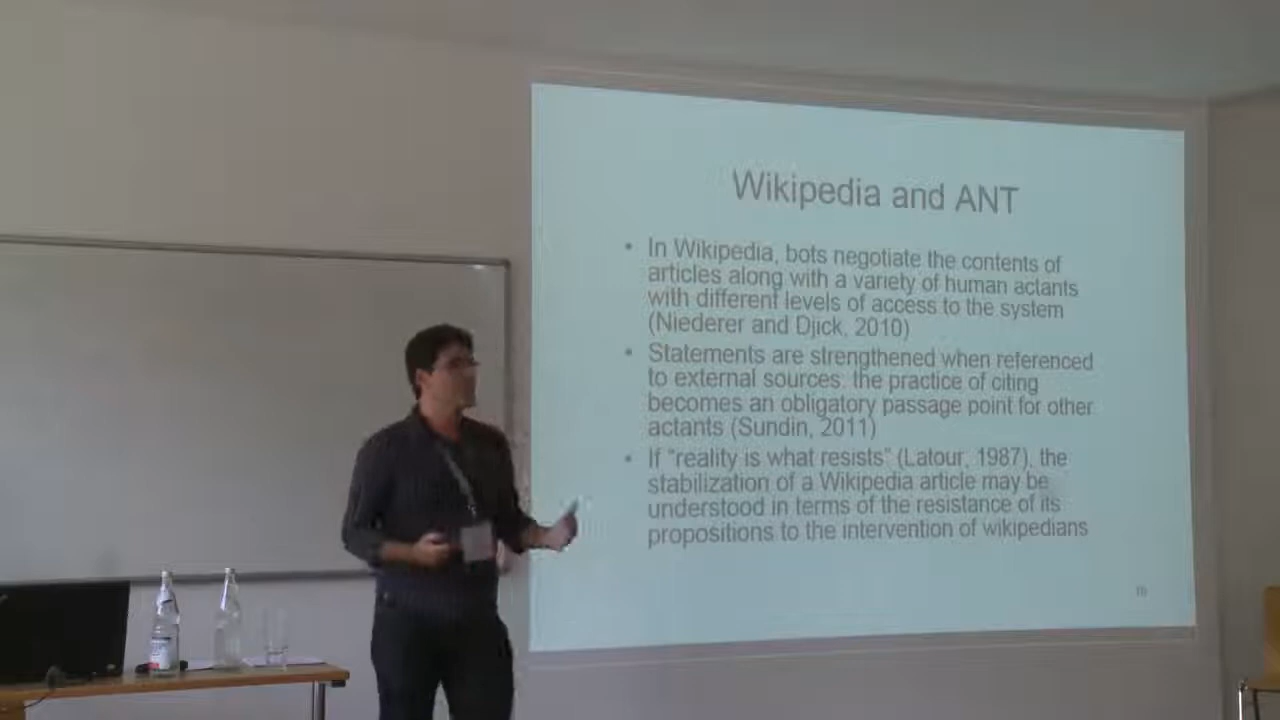 Wikipedia and ANT
• In Wikipedia, bots negotiate the contents of
articles along with a variety of human actants
with different levels of access to the system
(Niederer and Djick, 2010)
• Statements are strengthened when referenced
to external sources: the practice of citing
becomes an obligatory passage point for other
actants (Sundin, 2011)
• If "reality is what resists" (Latour, 1987), the
stabilization of a Wikipedia article may be
understood in terms of the resistance of its
propositions to the intervention of wikipedians